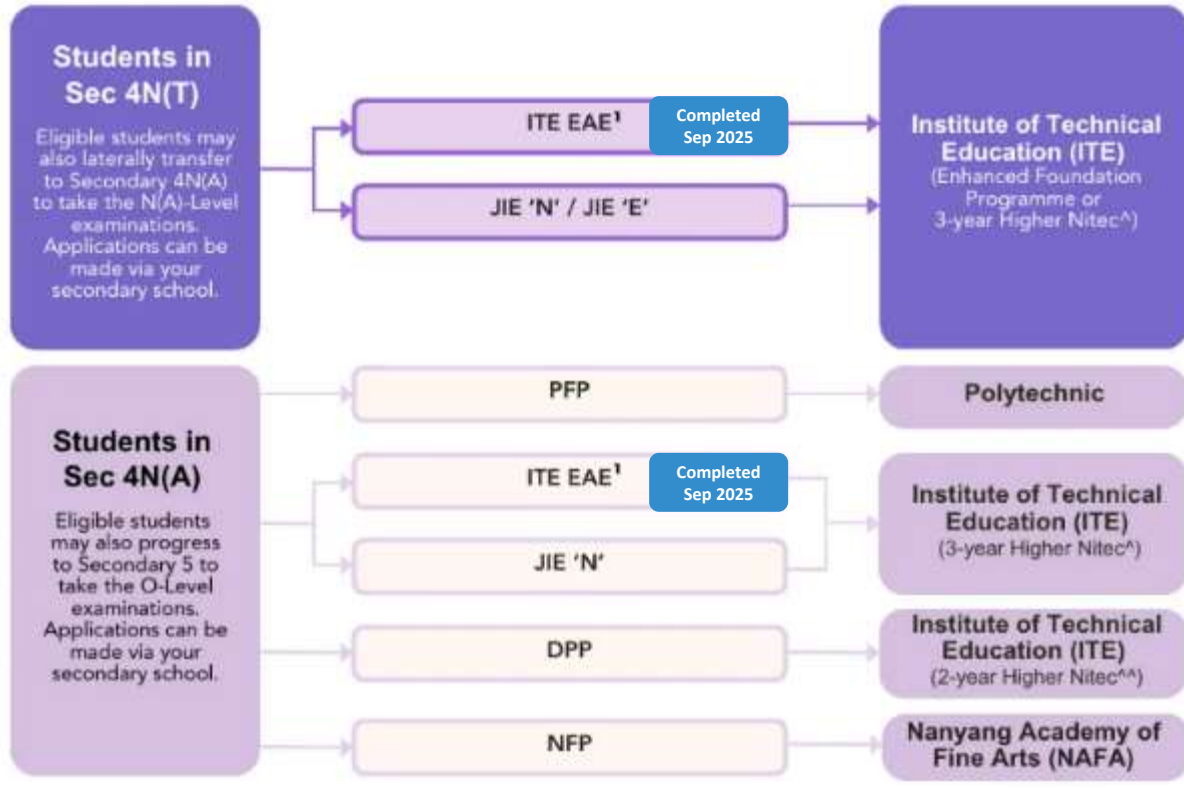 Students in
Sec 4N(T)
Eligible students may
also laterally transfer
to Secondary 4N(A)
to take the N(A)-Level
examinations.
Applications can be
made via your
secondary school.
ITE EAE¹
Completed
Sep 2025
JIE ‘N’ / JIE ‘E’
Institute of Technical
Education (ITE)
(Enhanced Foundation
Programme or
3-year Higher Nitec^)
Students in
Sec 4N(A)
Eligible students
may also progress
to Secondary 5 to
take the O-Level
examinations.
Applications can be
made via your
secondary school.
PFP
Polytechnic
ITE EAE¹
Completed
Sep 2025
JIE ‘N’
Institute of Technical
Education (ITE)
(3-year Higher Nitec^)
DPP
Institute of Technical
Education (ITE)
(2-year Higher Nitec^^)
NFP
Nanyang Academy of
Fine Arts (NAFA)